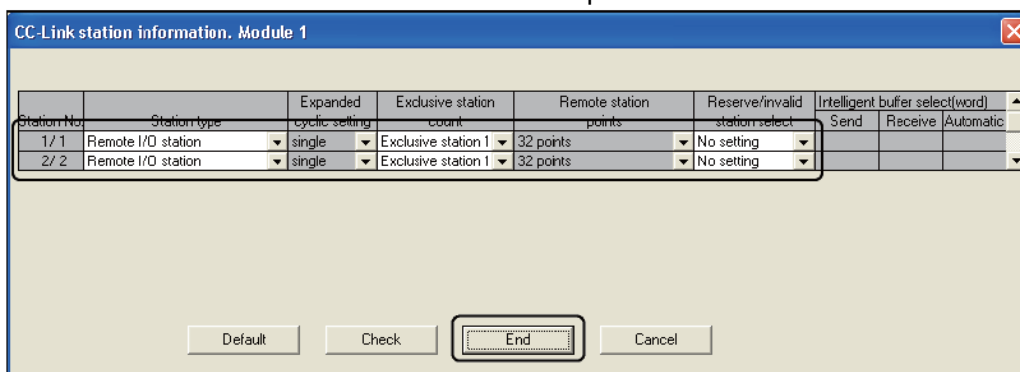 CC-Link station information. Module 1
Expanded Exclusive station Remote station Reserve/invalid Intelligent buffer select(word)
Station No. Station type cyclic setting count points station select Send Receive Automatic
1/ 1 Remote I/O station single Exclusive station 1 32 points No setting
2/ 2 Remote I/O station single Exclusive station 1 32 points No setting
Default Check End Cancel